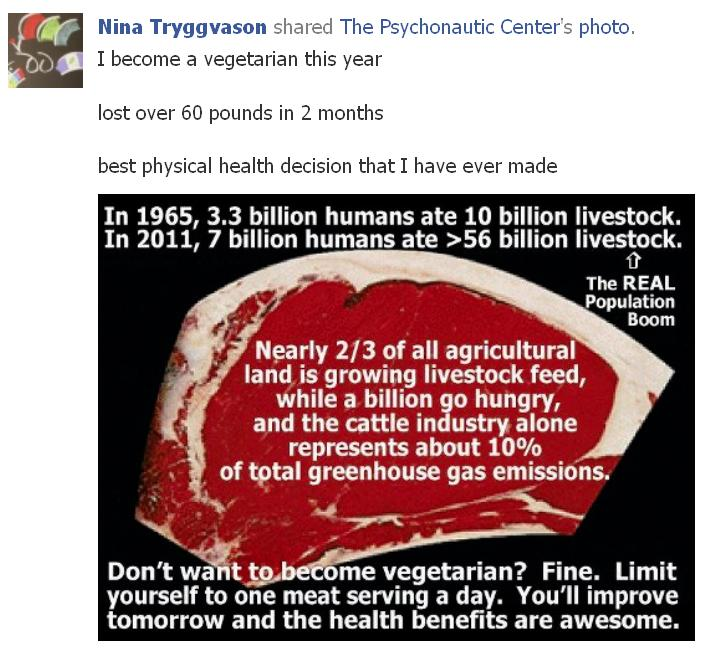 Nina Tryggvason shared The Psychonautic Center's photo.
I become a vegetarian this year
lost over 60 pounds in 2 months
best physical health decision that I have ever made
In 1965, 3.3 billion humans ate 10 billion livestock.
In 2011, 7 billion humans ate >56 billion livestock.
⇧
The REAL
Population
Boom
Nearly 2/3 of all agricultural
land is growing livestock feed,
while a billion go hungry,
and the cattle industry alone
represents about 10%
of total greenhouse gas emissions.
Don't want to become vegetarian? Fine. Limit
yourself to one meat serving a day. You'll improve
tomorrow and the health benefits are awesome.